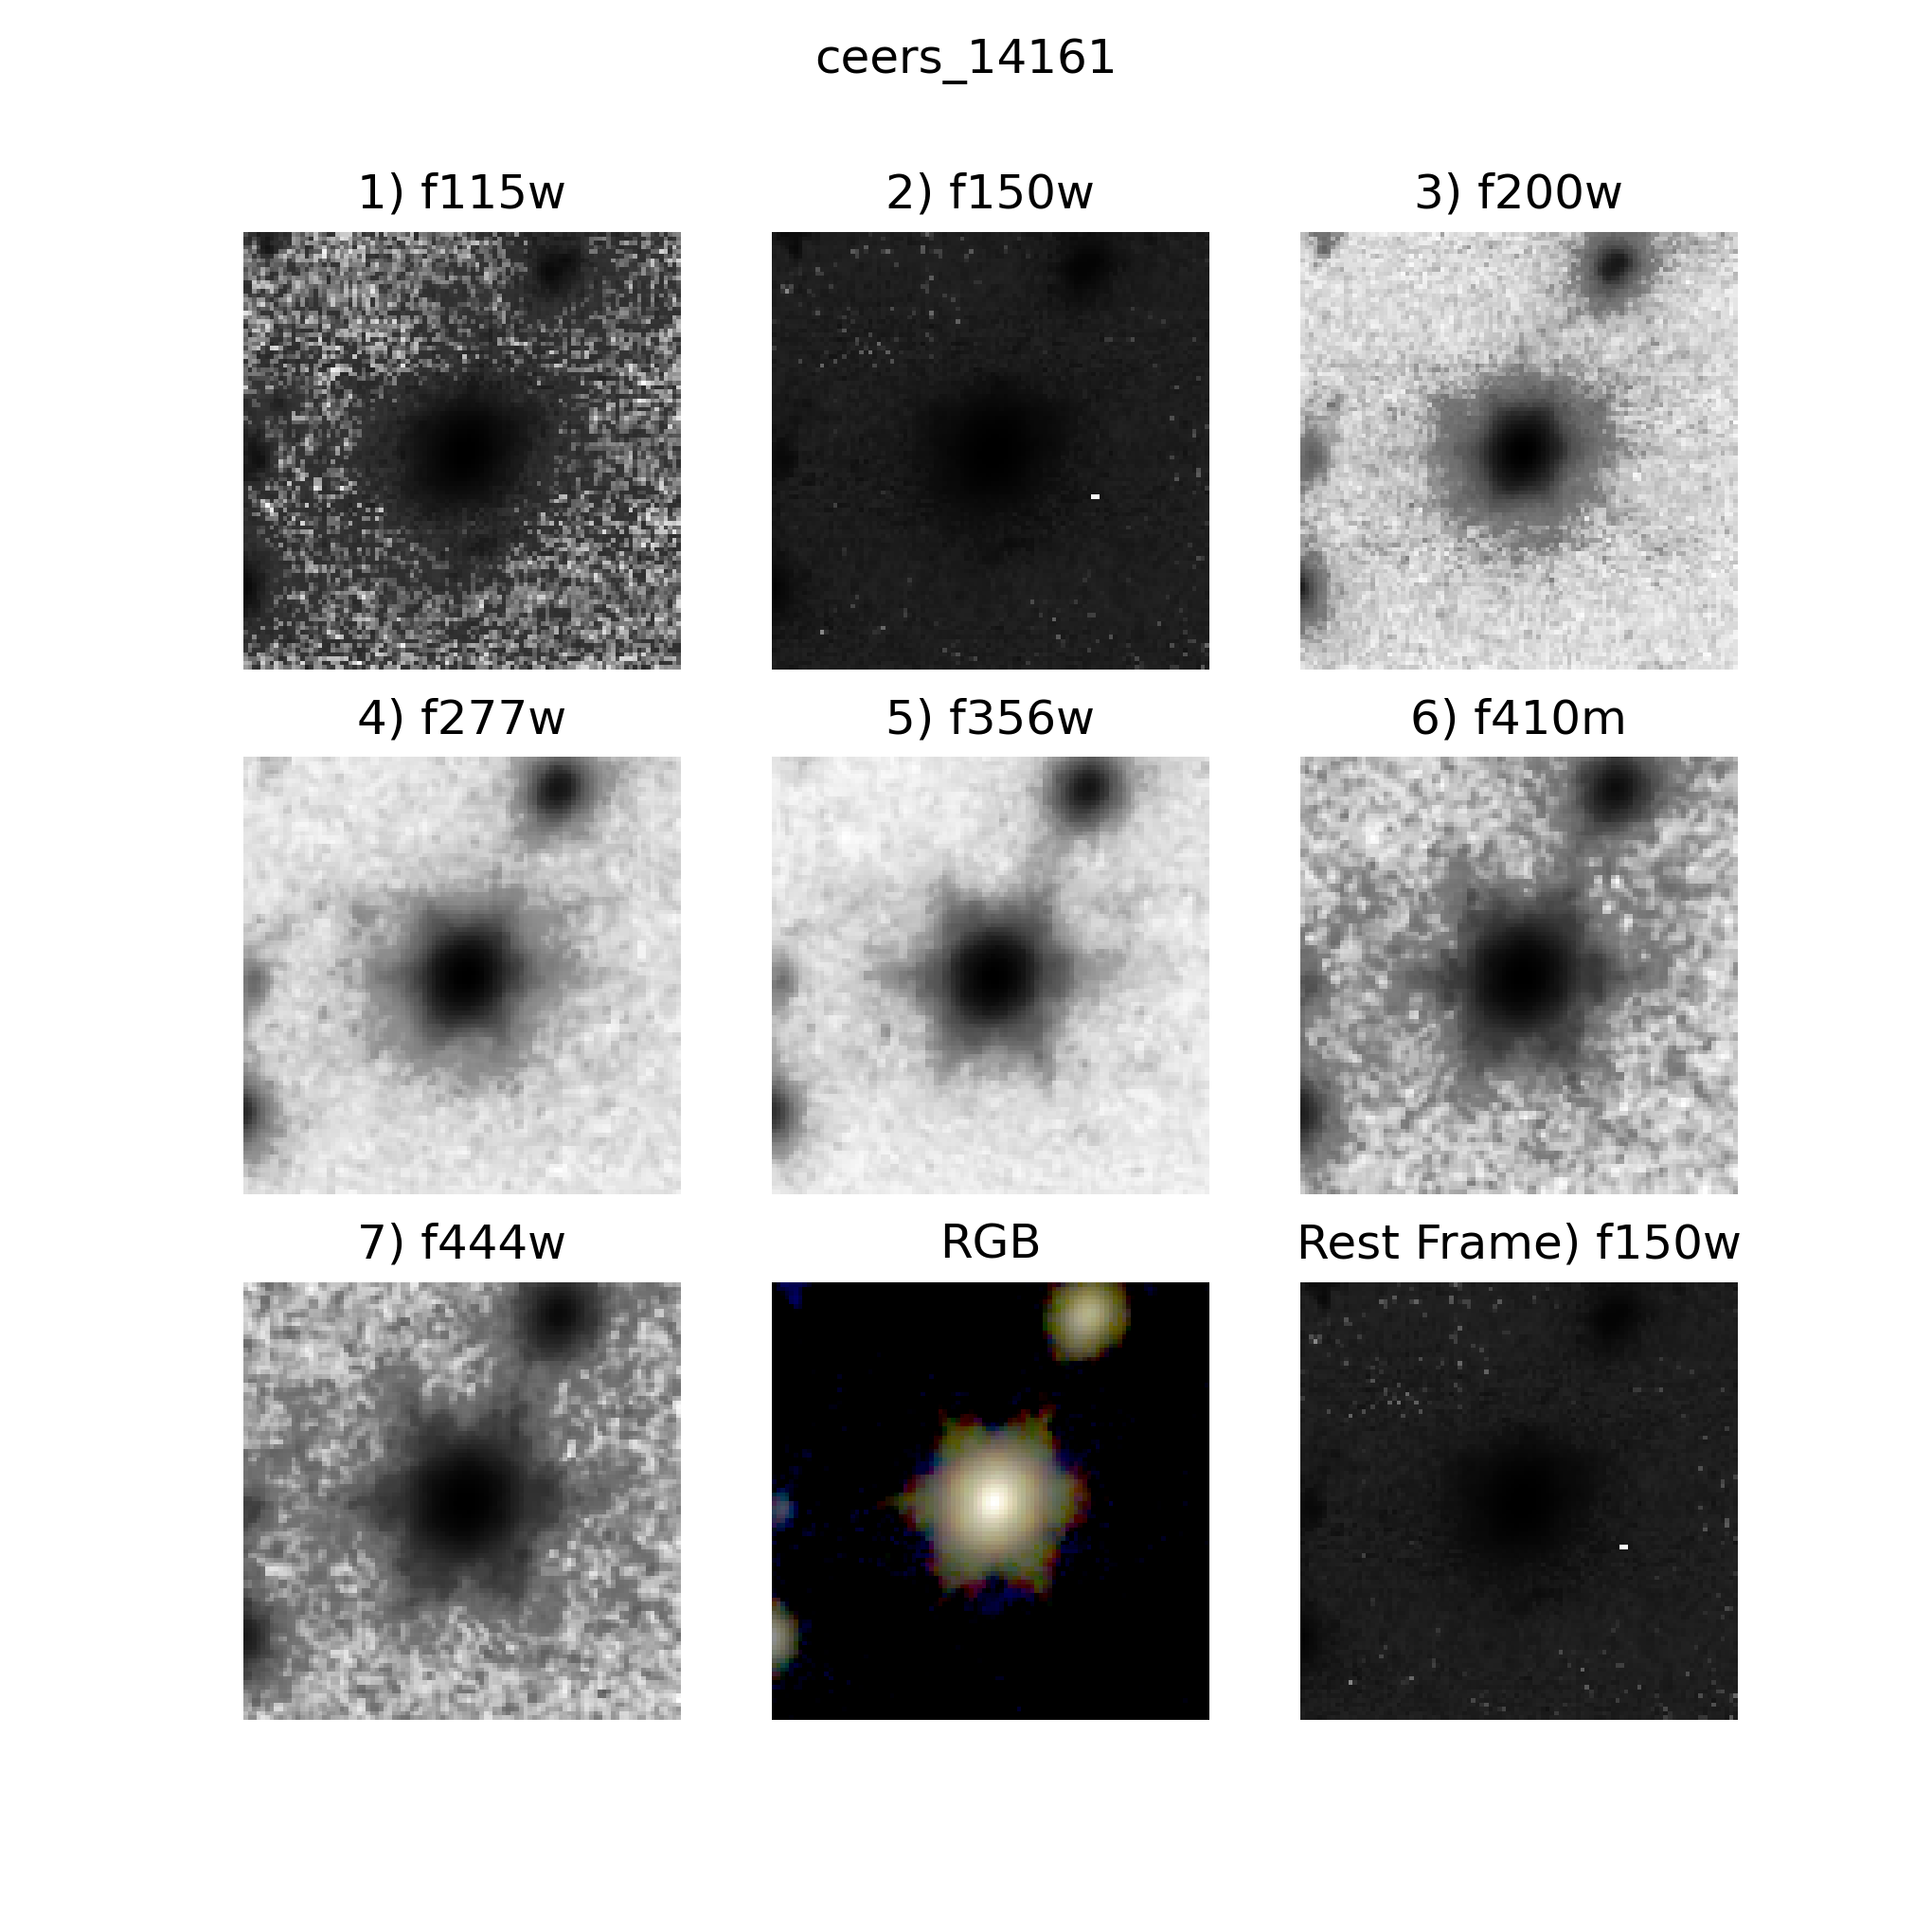 ceers_14161
1) f115w
2) f150w
3) f200w
4) f277w
5) f356w
6) f410m
7) f444w
RGB
Rest Frame) f150w